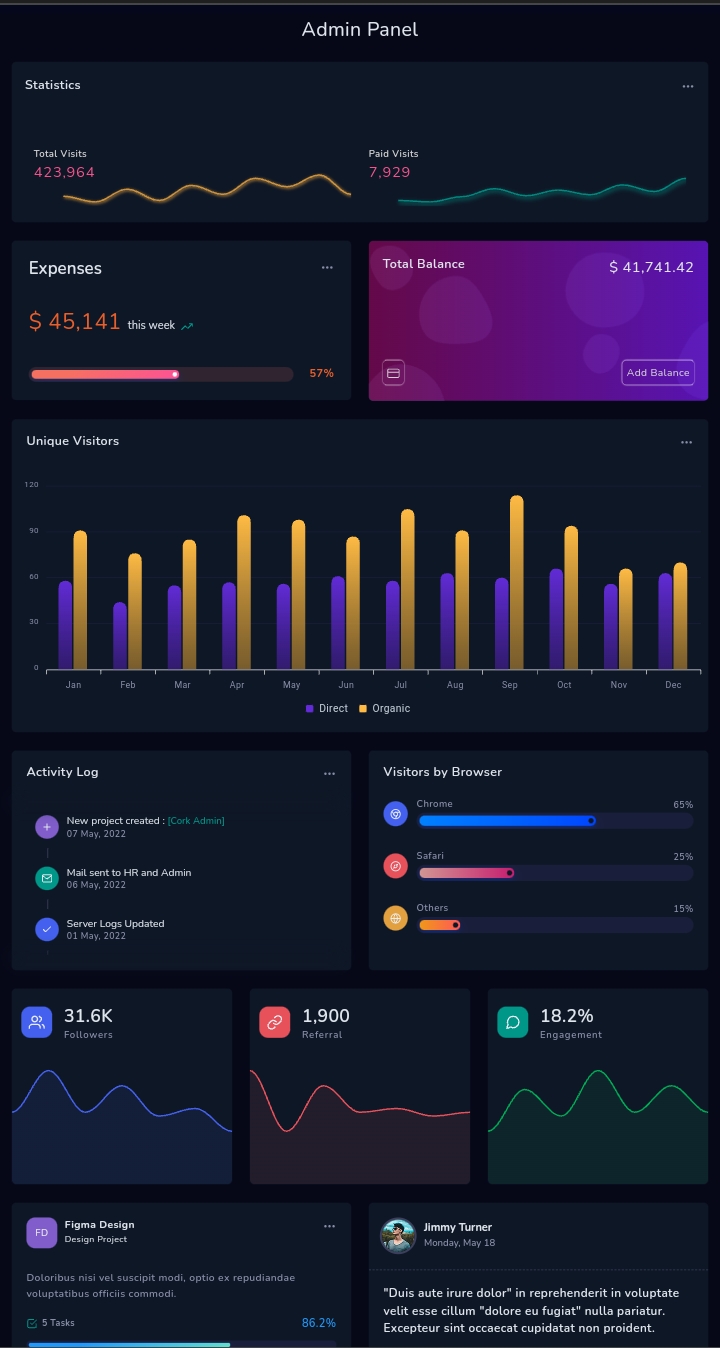 Admin Panel
Statistics
Total Visits
423,964
Paid Visits
7,929
Expenses
$ 45,141 this week
57%
Total Balance
$ 41,741.42
Add Balance
Unique Visitors
120
90
60
30
0
Jan Feb Mar Apr May Jun Jul Aug Sep Oct Nov Dec
Direct Organic
Activity Log
New project created : [Cork Admin]
07 May, 2022
Mail sent to HR and Admin
06 May, 2022
Server Logs Updated
01 May, 2022
Visitors by Browser
Chrome 65%
Safari 25%
Others 15%
31.6K
Followers
1,900
Referral
18.2%
Engagement
FD
Figma Design
Design Project
Doloribus nisi vel suscipit modi, optio ex repudiandae
voluptatibus officiis commodi.
5 Tasks 86.2%
Jimmy Turner
Monday, May 18
"Duis aute irure dolor" in reprehenderit in voluptate
velit esse cillum "dolore eu fugiat" nulla pariatur.
Excepteur sint occaecat cupidatat non proident.